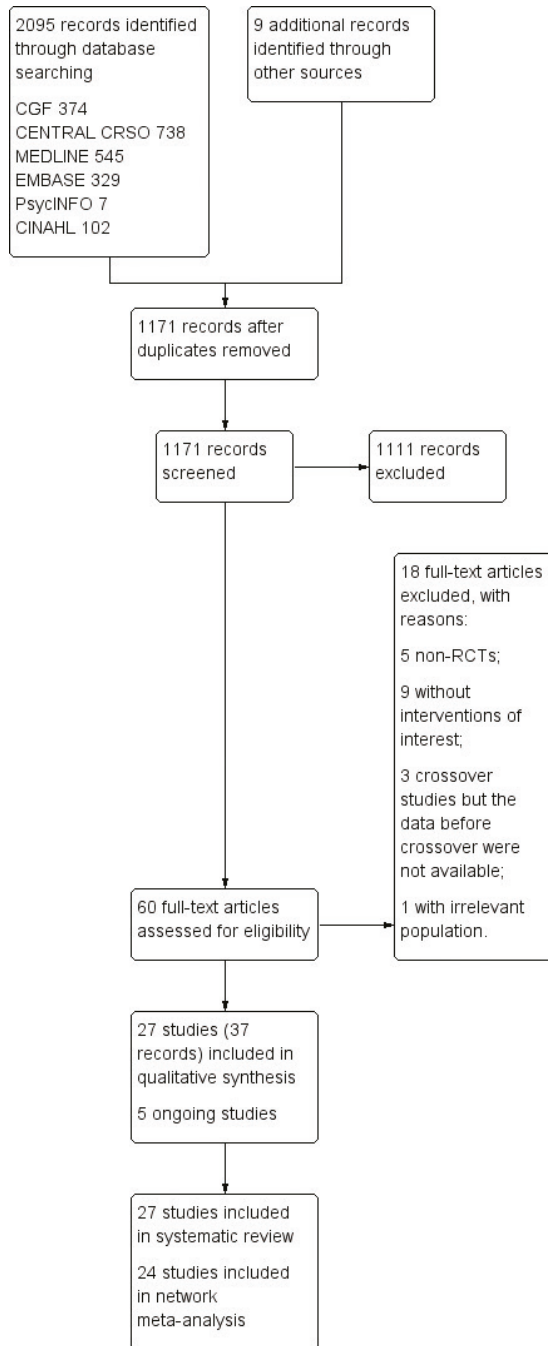 2095 records identified
through database
searching
CGF 374
CENTRAL CRSO 738
MEDLINE 545
EMBASE 329
PsycINFO 7
CINAHL 102
9 additional records
identified through
other sources
1171 records after
duplicates removed
1171 records
screened
1111 records
excluded
18 full-text articles
excluded, with
reasons:
5 non-RCTs;
9 without
interventions of
interest;
3 crossover
studies but the
data before
crossover were
not available;
1 with irrelevant
population.
60 full-text articles
assessed for eligibility
27 studies (37
records) included in
qualitative synthesis
5 ongoing studies
27 studies included
in systematic review
24 studies included
in network
meta-analysis